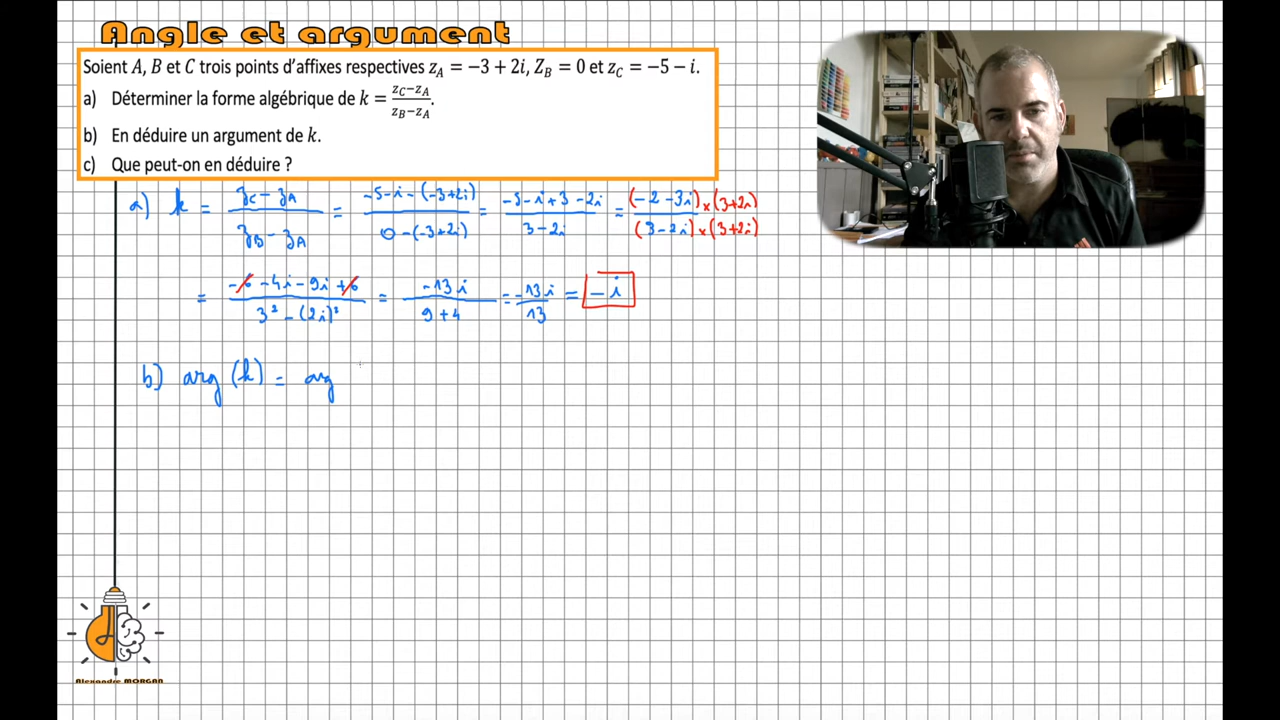 Angle et argument
Soient A, B et C trois points d'affixes respectives z_A = −3 + 2i, Z_B = 0 et z_C = −5 − i.
a) Déterminer la forme algébrique de k = (z_C−z_A)/(z_B−z_A).
b) En déduire un argument de k.
c) Que peut-on en déduire ?
a) k = (z_C − z_A)/(z_B − z_A) = (−5−i−(−3+2i))/(0−(−3+2i)) = (−5−i+3−2i)/(3−2i) = ((−2−3i)×(3+2i))/((3−2i)×(3+2i))
= (−6−4i−9i+6)/(3²−(2i)²) = (−13i)/(9+4) = (−13i)/13 = −i
b) arg(k) = arg
Alexandre MORGAN